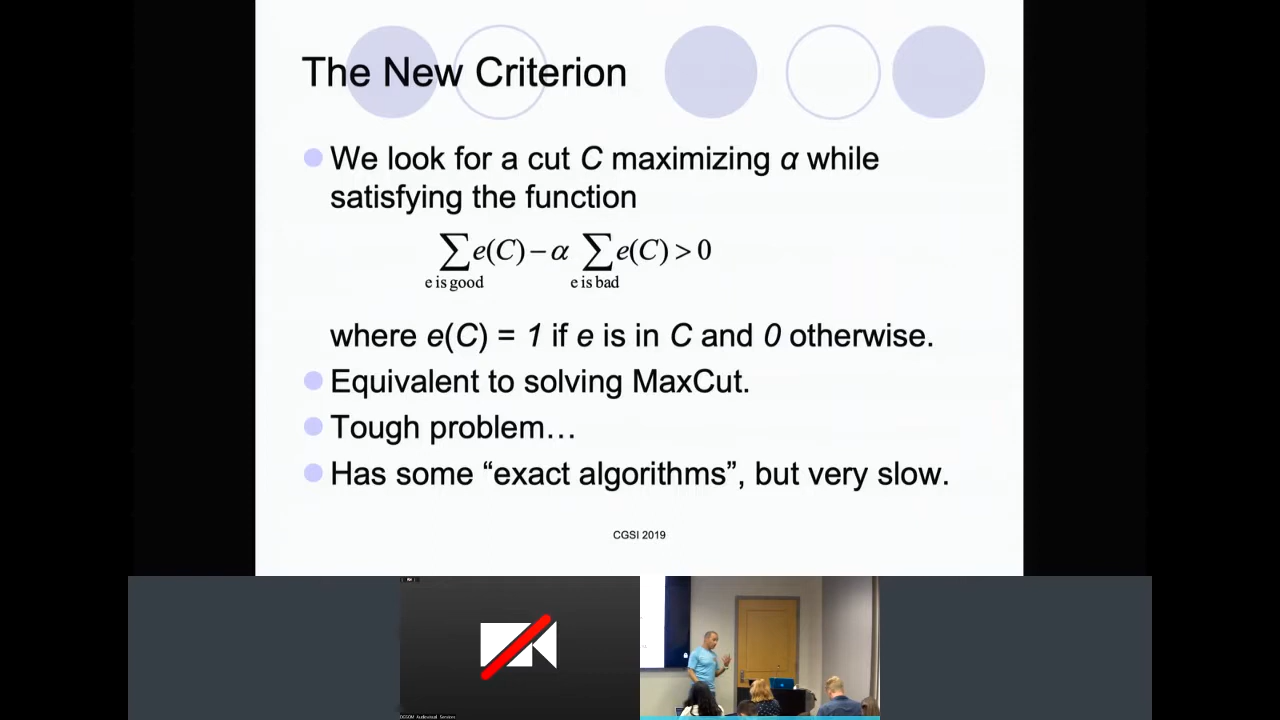 The New Criterion
We look for a cut C maximizing α while
satisfying the function
∑ e(C) – α ∑ e(C) > 0
e is good e is bad
where e(C) = 1 if e is in C and 0 otherwise.
Equivalent to solving MaxCut.
Tough problem…
Has some “exact algorithms”, but very slow.
CGSI 2019